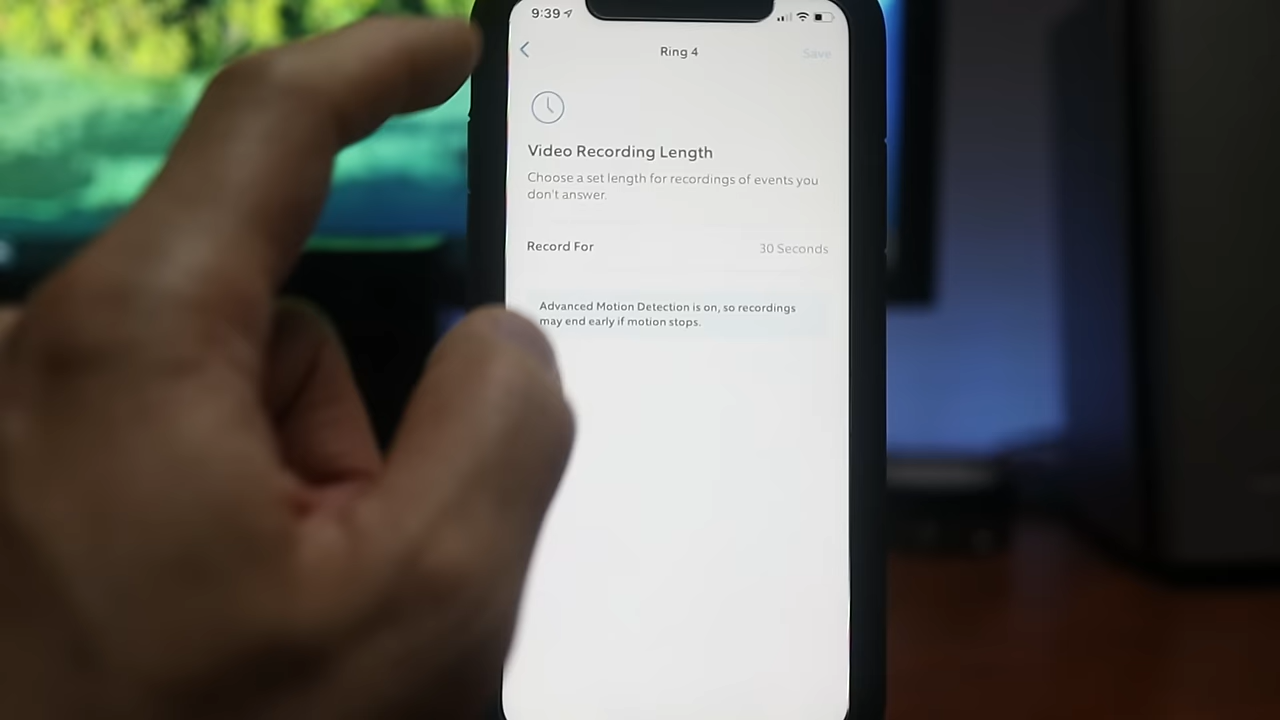 9:39
Ring 4
Save
Video Recording Length
Choose a set length for recordings of events you
don't answer.
Record For
30 Seconds
Advanced Motion Detection is on, so recordings
may end early if motion stops.